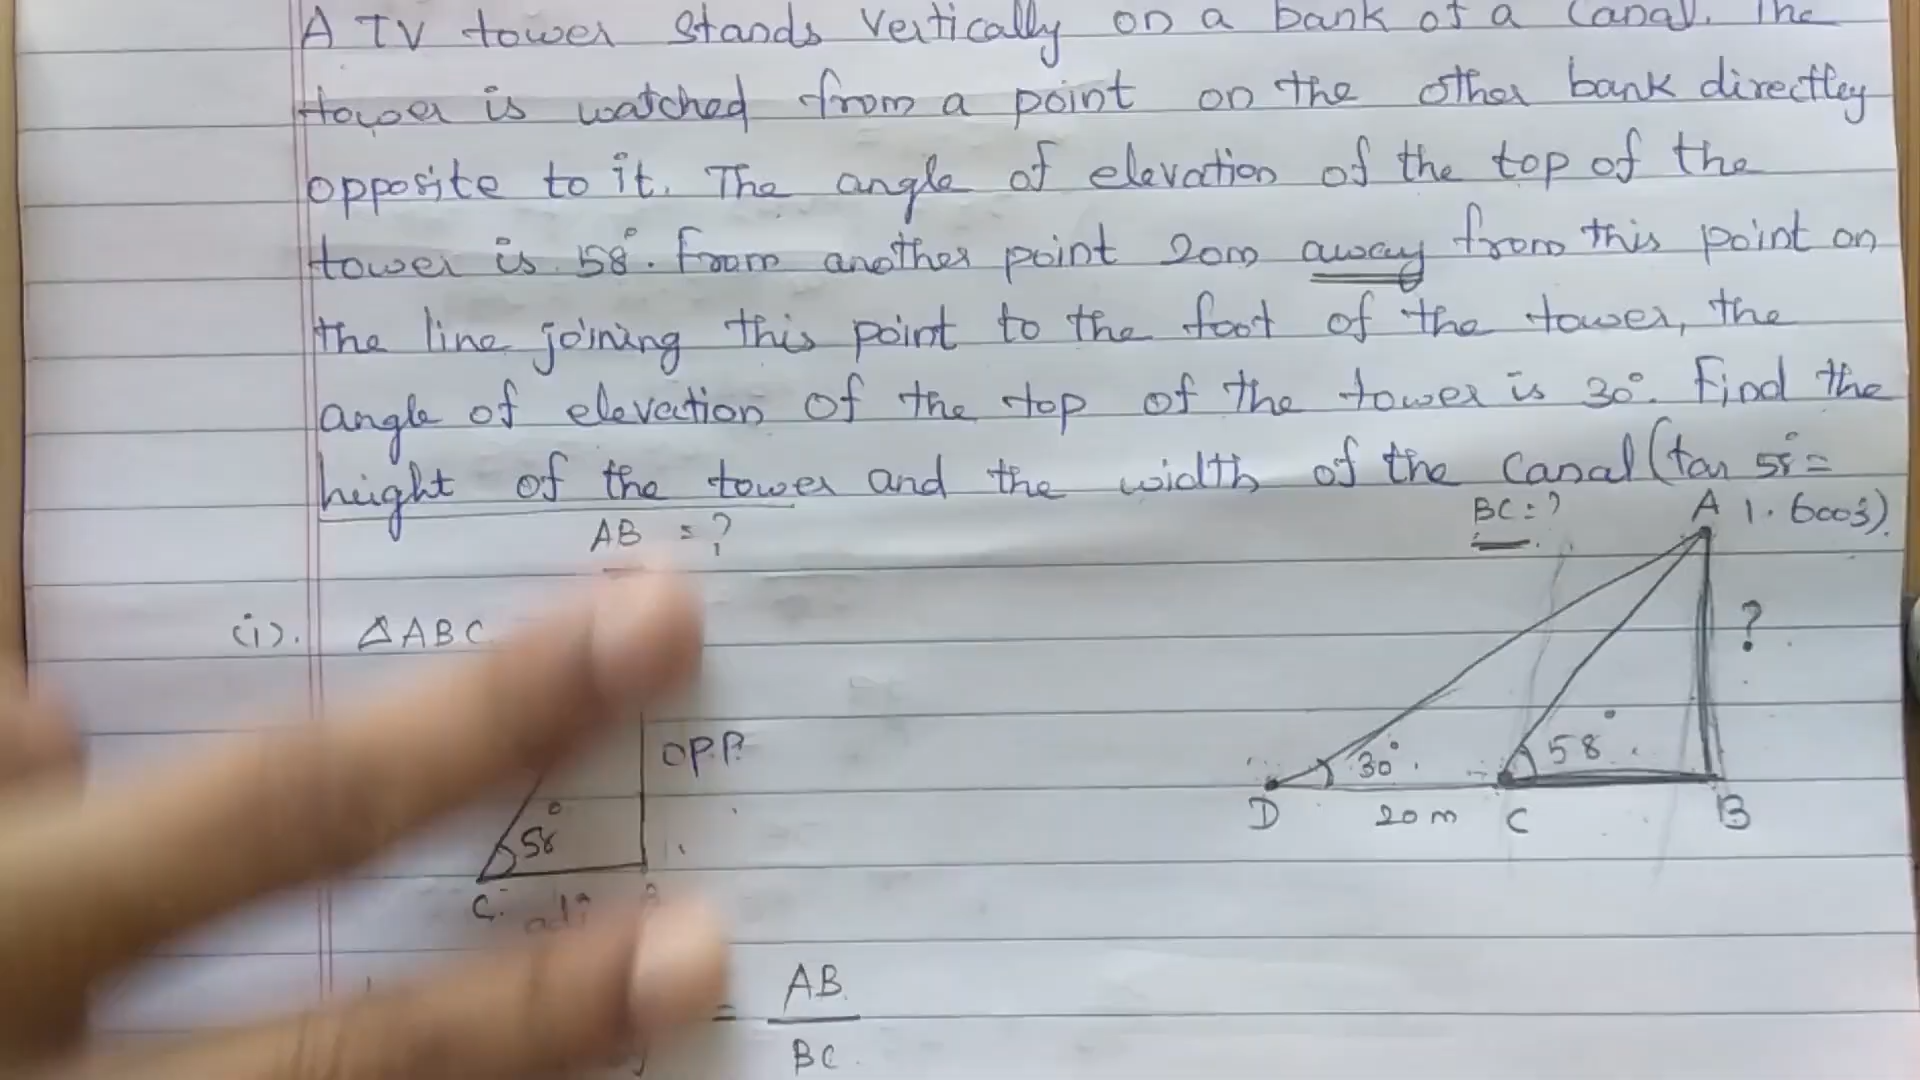 A TV tower stands vertically on a bank of a Canal. The
tower is watched from a point on the other bank directley
opposite to it. The angle of elevation of the top of the
tower is 58°. From another point 20m away from this point on
the line joining this point to the foot of the tower, the
angle of elevation of the top of the tower is 30°. Find the
height of the tower and the width of the Canal (tan 58° =
1.6003).
AB = ?
BC = ?
A
?
58°.
30°.
D
20 m
C
B
(i). △ABC
OPP.
58°
C.
adj
= AB
BC